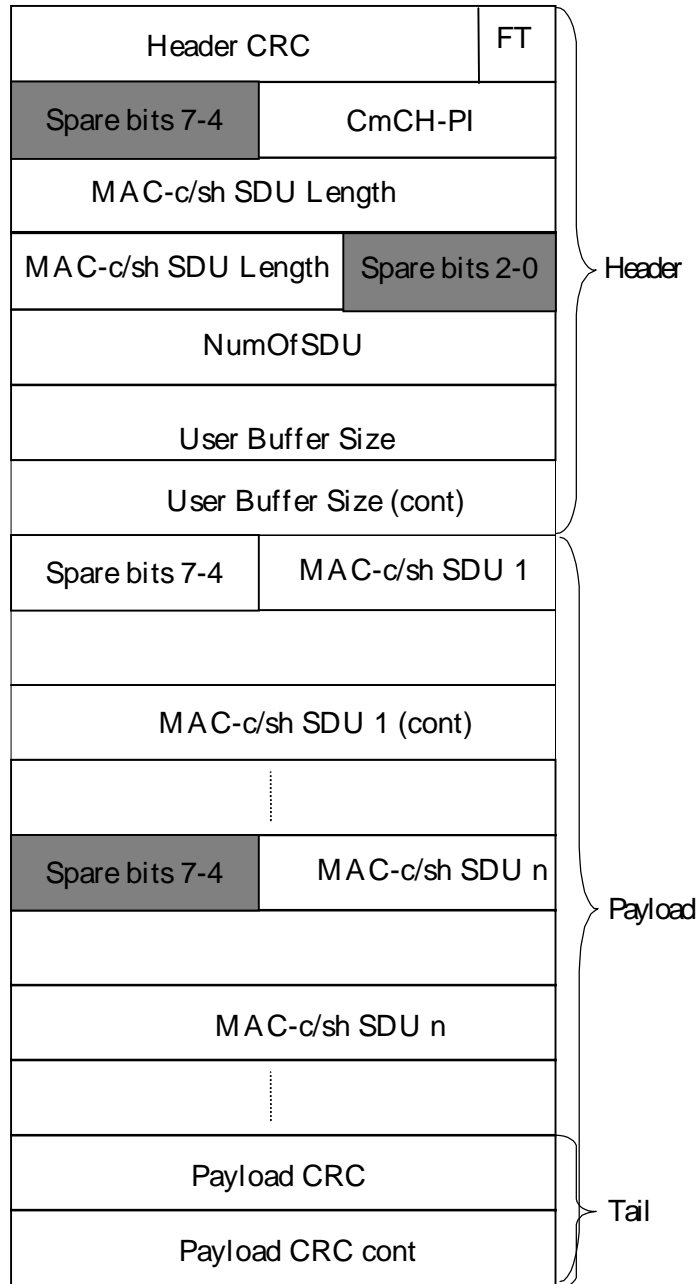 Header CRC FT
Spare bits 7-4 CmCH-PI
MAC-c/sh SDU Length
MAC-c/sh SDU Length Spare bits 2-0
Header
NumOfSDU
User Buffer Size
User Buffer Size (cont)
Spare bits 7-4 MAC-c/sh SDU 1
MAC-c/sh SDU 1 (cont)
Spare bits 7-4 MAC-c/sh SDU n
Payload
MAC-c/sh SDU n
Payload CRC
Tail
Payload CRC cont